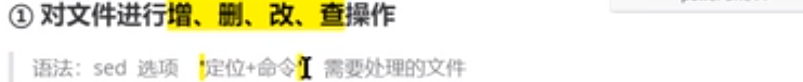 ① 对文件进行增、删、改、查操作
语法：sed 选项 '定位+命令' 需要处理的文件